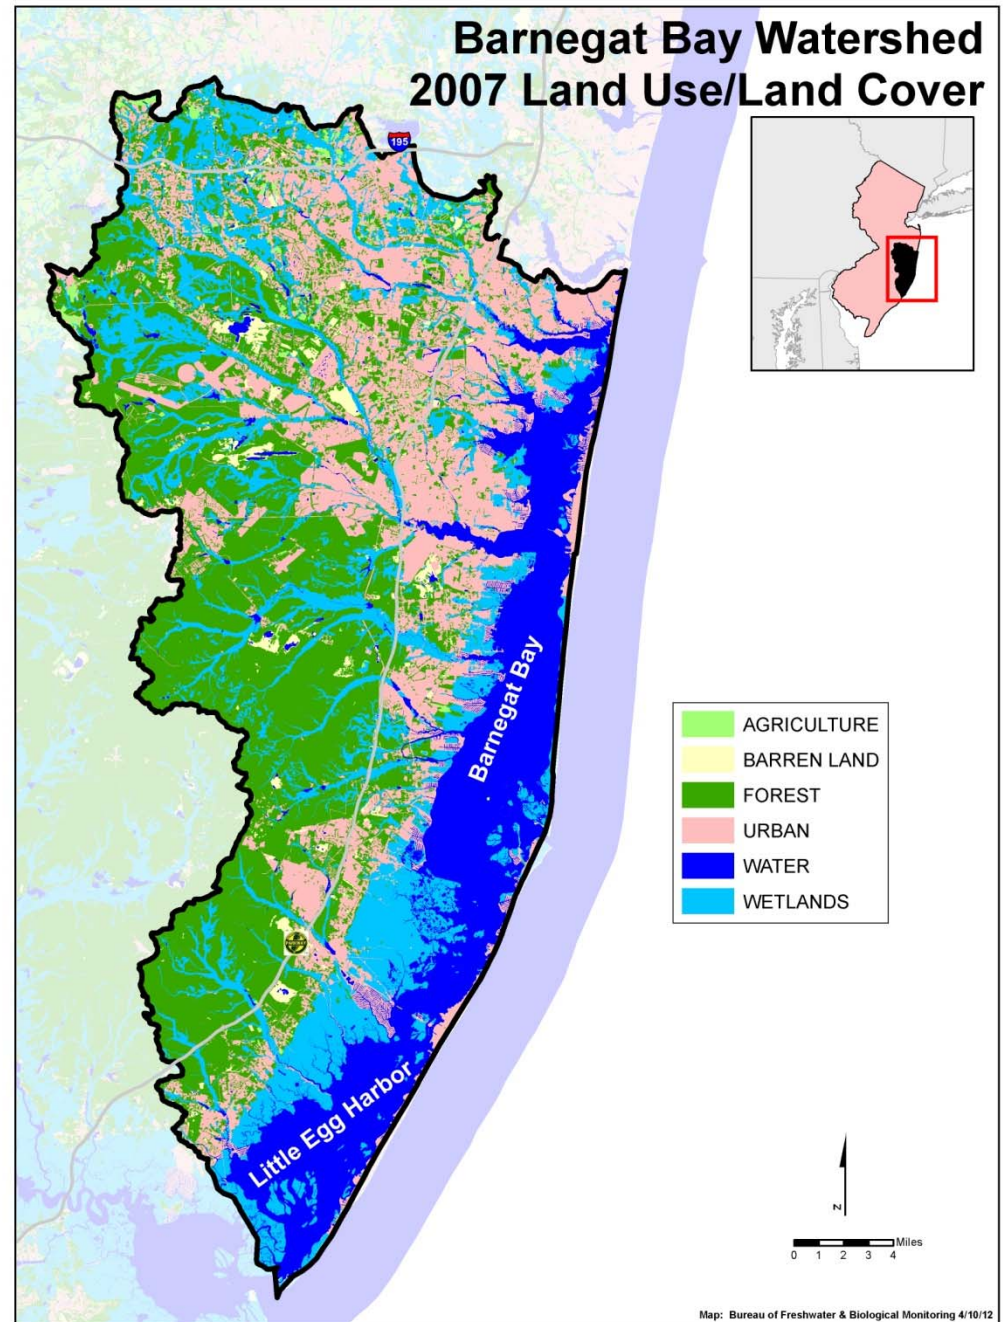 Barnegat Bay Watershed
2007 Land Use/Land Cover
195
Barnegat Bay
AGRICULTURE
BARREN LAND
FOREST
URBAN
WATER
WETLANDS
Little Egg Harbor
N
Miles
0 1 2 3 4
Map: Bureau of Freshwater & Biological Monitoring 4/10/12